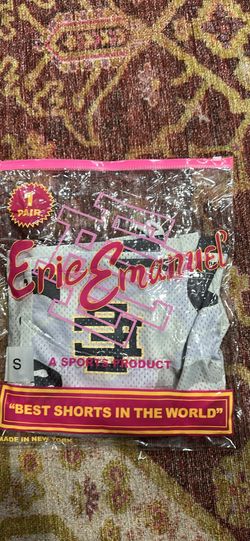 1
PAIR
Eric Emanuel
EE
S
A SPORTS PRODUCT
"BEST SHORTS IN THE WORLD"
MADE IN NEW YORK